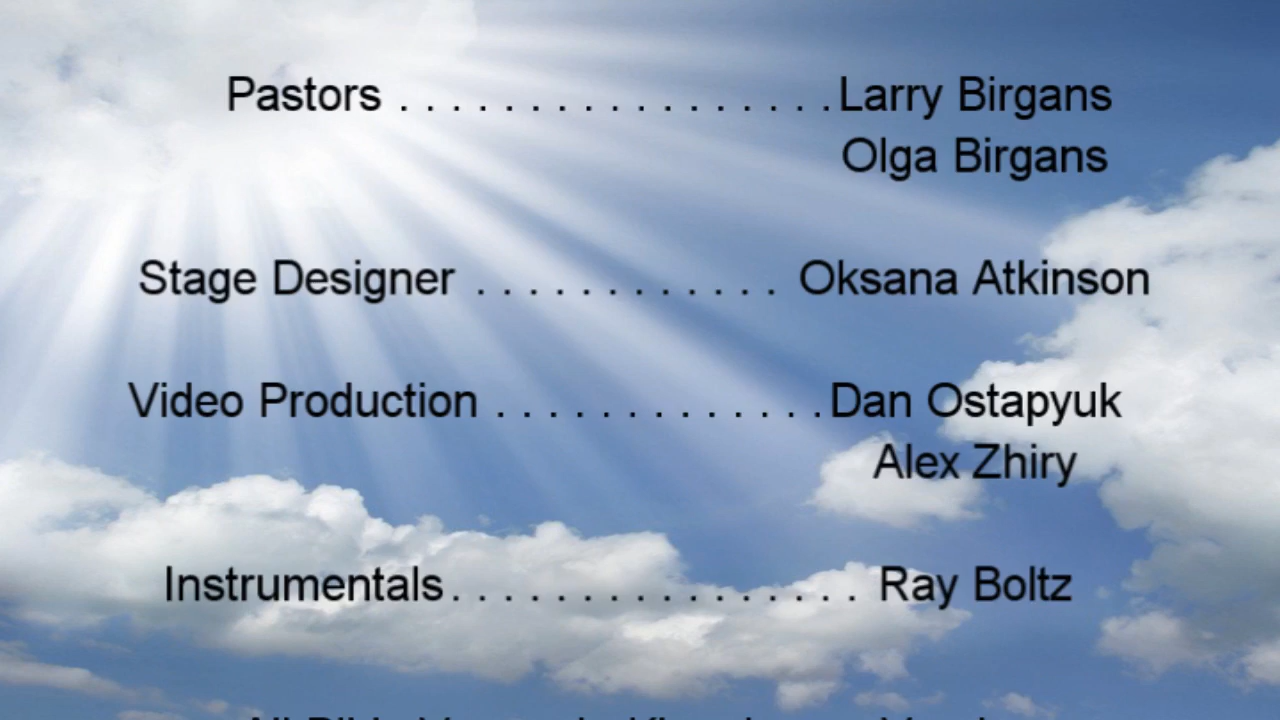 Pastors . . . . . . . . . . . . . . . . . Larry Birgans
Olga Birgans
Stage Designer . . . . . . . . . . . . Oksana Atkinson
Video Production . . . . . . . . . . . . . Dan Ostapyuk
Alex Zhiry
Instrumentals . . . . . . . . . . . . . . . . Ray Boltz